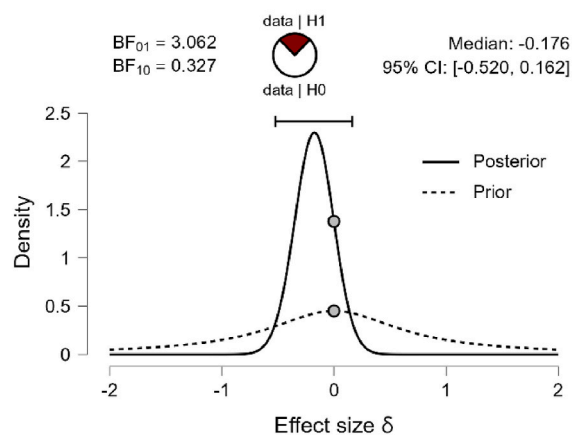 data | H1
BF₀₁ = 3.062
BF₁₀ = 0.327
data | H0
Median: -0.176
95% CI: [-0.520, 0.162]
Density
2.5
2
1.5
1
0.5
0
Posterior
Prior
-2
-1
0
1
2
Effect size δ